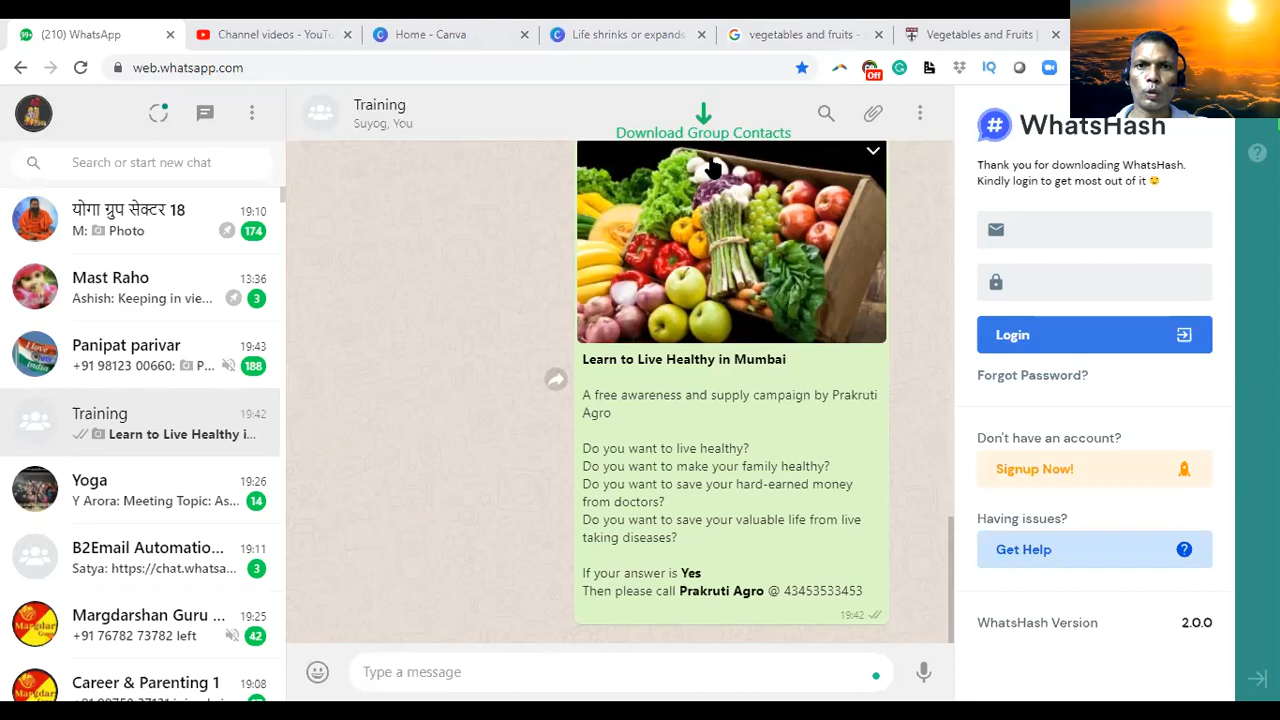 (210) WhatsApp
Channel videos - YouTu
Home - Canva
Life shrinks or expands
vegetables and fruits -
Vegetables and Fruits |
web.whatsapp.com
Off
Training
Suyog, You
Download Group Contacts
Search or start new chat
योगा ग्रुप सेक्टर 18
19:10
M: Photo
174
Mast Raho
13:36
Ashish: Keeping in vie...
3
Panipat parivar
19:43
+91 98123 00660: P...
188
Training
19:42
Learn to Live Healthy i...
Yoga
19:26
Y Arora: Meeting Topic: As...
14
B2Email Automatio...
19:11
Satya: https://chat.whatsa...
3
Margdarshan Guru ...
19:25
+91 76782 73782 left
42
Career & Parenting 1
19:08
Learn to Live Healthy in Mumbai
A free awareness and supply campaign by Prakruti
Agro
Do you want to live healthy?
Do you want to make your family healthy?
Do you want to save your hard-earned money
from doctors?
Do you want to save your valuable life from live
taking diseases?
If your answer is Yes
Then please call Prakruti Agro @ 43453533453
19:42
Type a message
# WhatsHash
Thank you for downloading WhatsHash.
Kindly login to get most out of it 😊
Login
Forgot Password?
Don't have an account?
Signup Now!
Having issues?
Get Help
WhatsHash Version
2.0.0